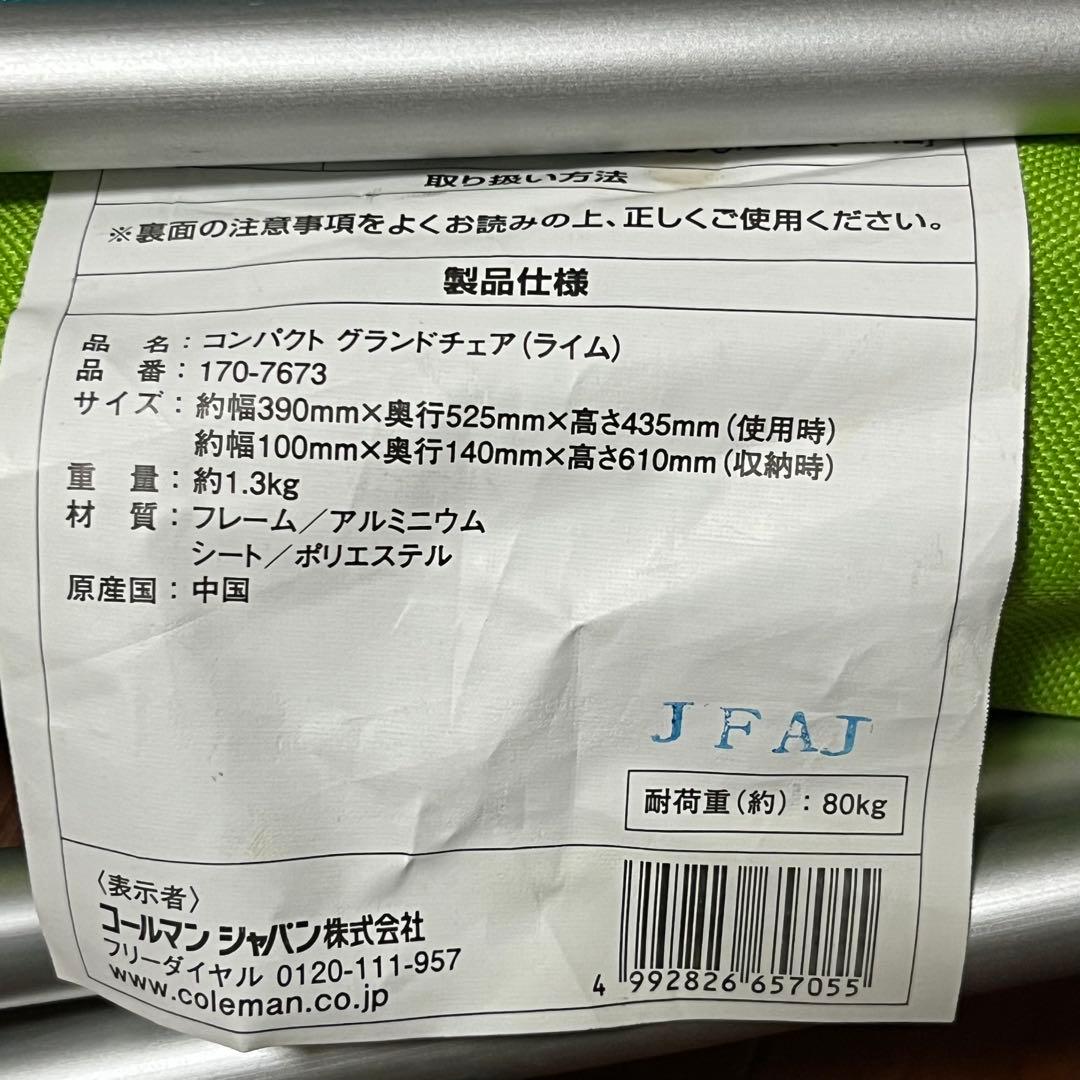 取り扱い方法
※裏面の注意事項をよくお読みの上、正しくご使用ください。
製品仕様
品　名：コンパクト グランドチェア（ライム）
品　番：170-7673
サイズ：約幅390mm×奥行525mm×高さ435mm（使用時）
約幅100mm×奥行140mm×高さ610mm（収納時）
重　量：約1.3kg
材　質：フレーム／アルミニウム
シート／ポリエステル
原産国：中国
JFAJ
耐荷重（約）：80kg
〈表示者〉
コールマン ジャパン株式会社
フリーダイヤル 0120-111-957
www.coleman.co.jp
4 992826 657055